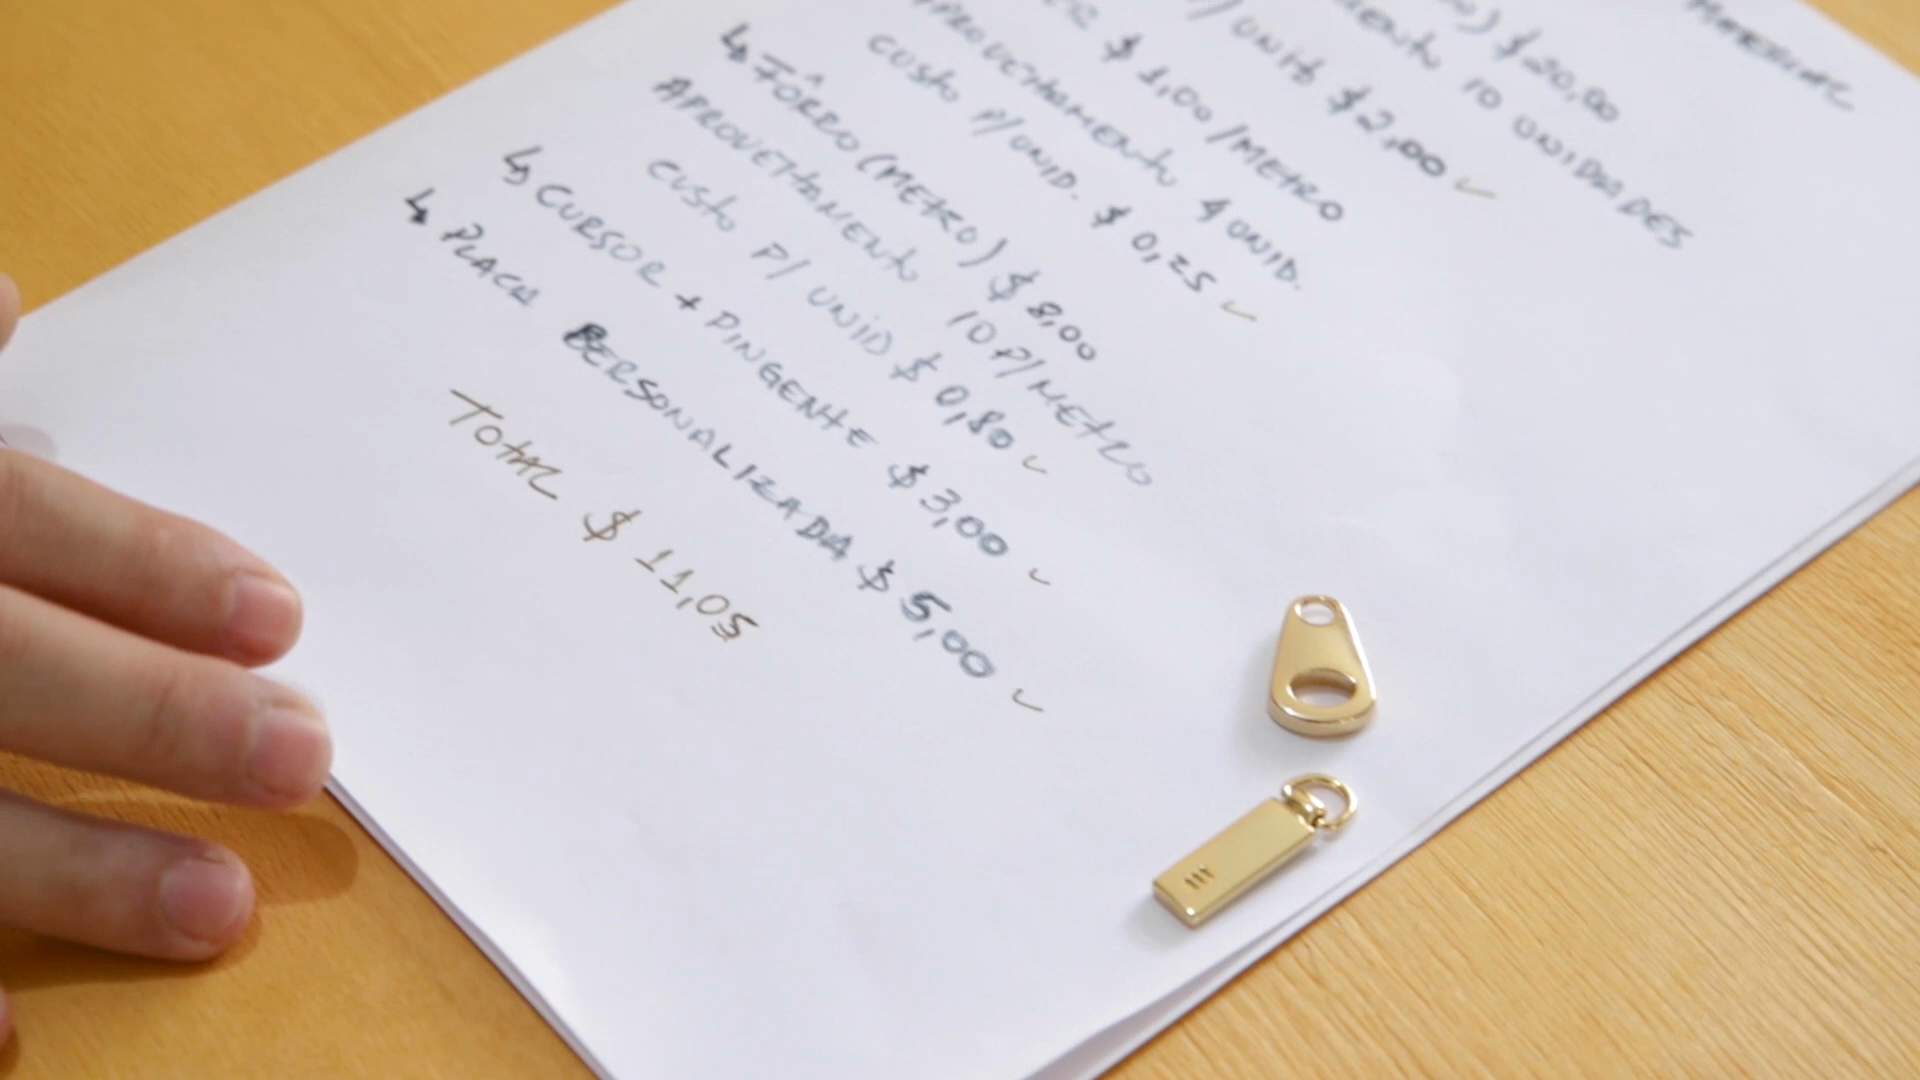 MATERIAL
$ 20,00
10 UNIDADES
P/ UNID $ 2,00 ✓
$ 1,00 / METRO
APROVEITAMENTO 4 UNID.
CUSTO P/ UNID. $ 0,25 ✓
↳ FÔRRO (METRO) $ 8,00
APROVEITAMENTO 10 P/ METRO
CUSTO P/ UNID $ 0,80 ✓
↳ CURSOR + PINGENTE $ 3,00 ✓
↳ PLACA PERSONALIZADA $ 5,00 ✓
TOTAL $ 11,05